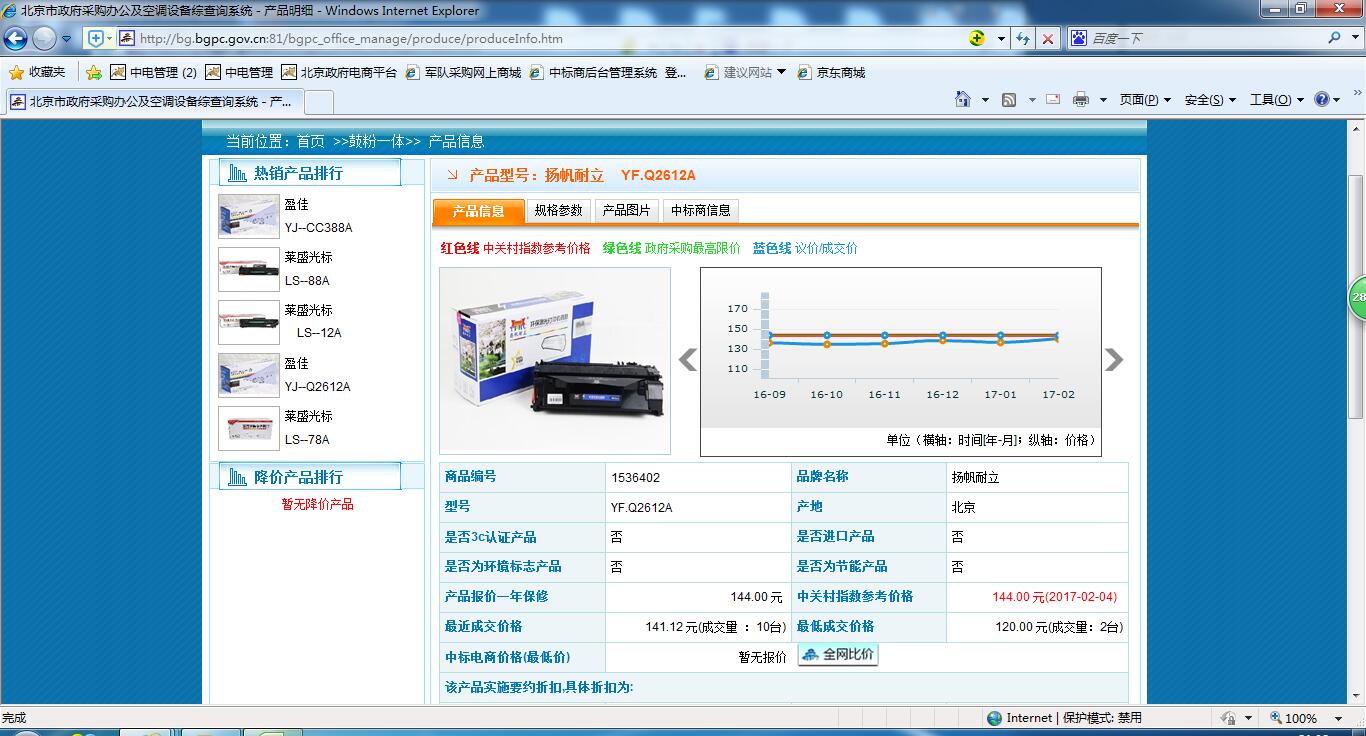 北京市政府采购办公及空调设备综查询系统 - 产品明细 - Windows Internet Explorer
http://bg.bgpc.gov.cn:81/bgpc_office_manage/produce/produceInfo.htm
百度一下
收藏夹 中电管理 (2) 中电管理 北京政府电商平台 军队采购网上商城 中标商后台管理系统 登... 建议网站 京东商城
北京市政府采购办公及空调设备综查询系统 - 产...
页面(P) 安全(S) 工具(O)
当前位置：首页 >>鼓粉一体>> 产品信息
热销产品排行
盈佳
YJ--CC388A
莱盛光标
LS--88A
莱盛光标
LS--12A
盈佳
YJ--Q2612A
莱盛光标
LS--78A
降价产品排行
暂无降价产品
产品型号：扬帆耐立 YF.Q2612A
产品信息 规格参数 产品图片 中标商信息
红色线 中关村指数参考价格 绿色线 政府采购最高限价 蓝色线 议价/成交价
170
150
130
110
16-09 16-10 16-11 16-12 17-01 17-02
单位（横轴：时间[年-月]；纵轴：价格）
商品编号 1536402 品牌名称 扬帆耐立
型号 YF.Q2612A 产地 北京
是否3c认证产品 否 是否进口产品 否
是否为环境标志产品 否 是否为节能产品 否
产品报价一年保修 144.00 元 中关村指数参考价格 144.00 元(2017-02-04)
最近成交价格 141.12 元(成交量 ：10台) 最低成交价格 120.00 元(成交量：2台)
中标电商价格(最低价) 暂无报价 全网比价
该产品实施要约折扣,具体折扣为:
28
完成
Internet | 保护模式: 禁用
100%